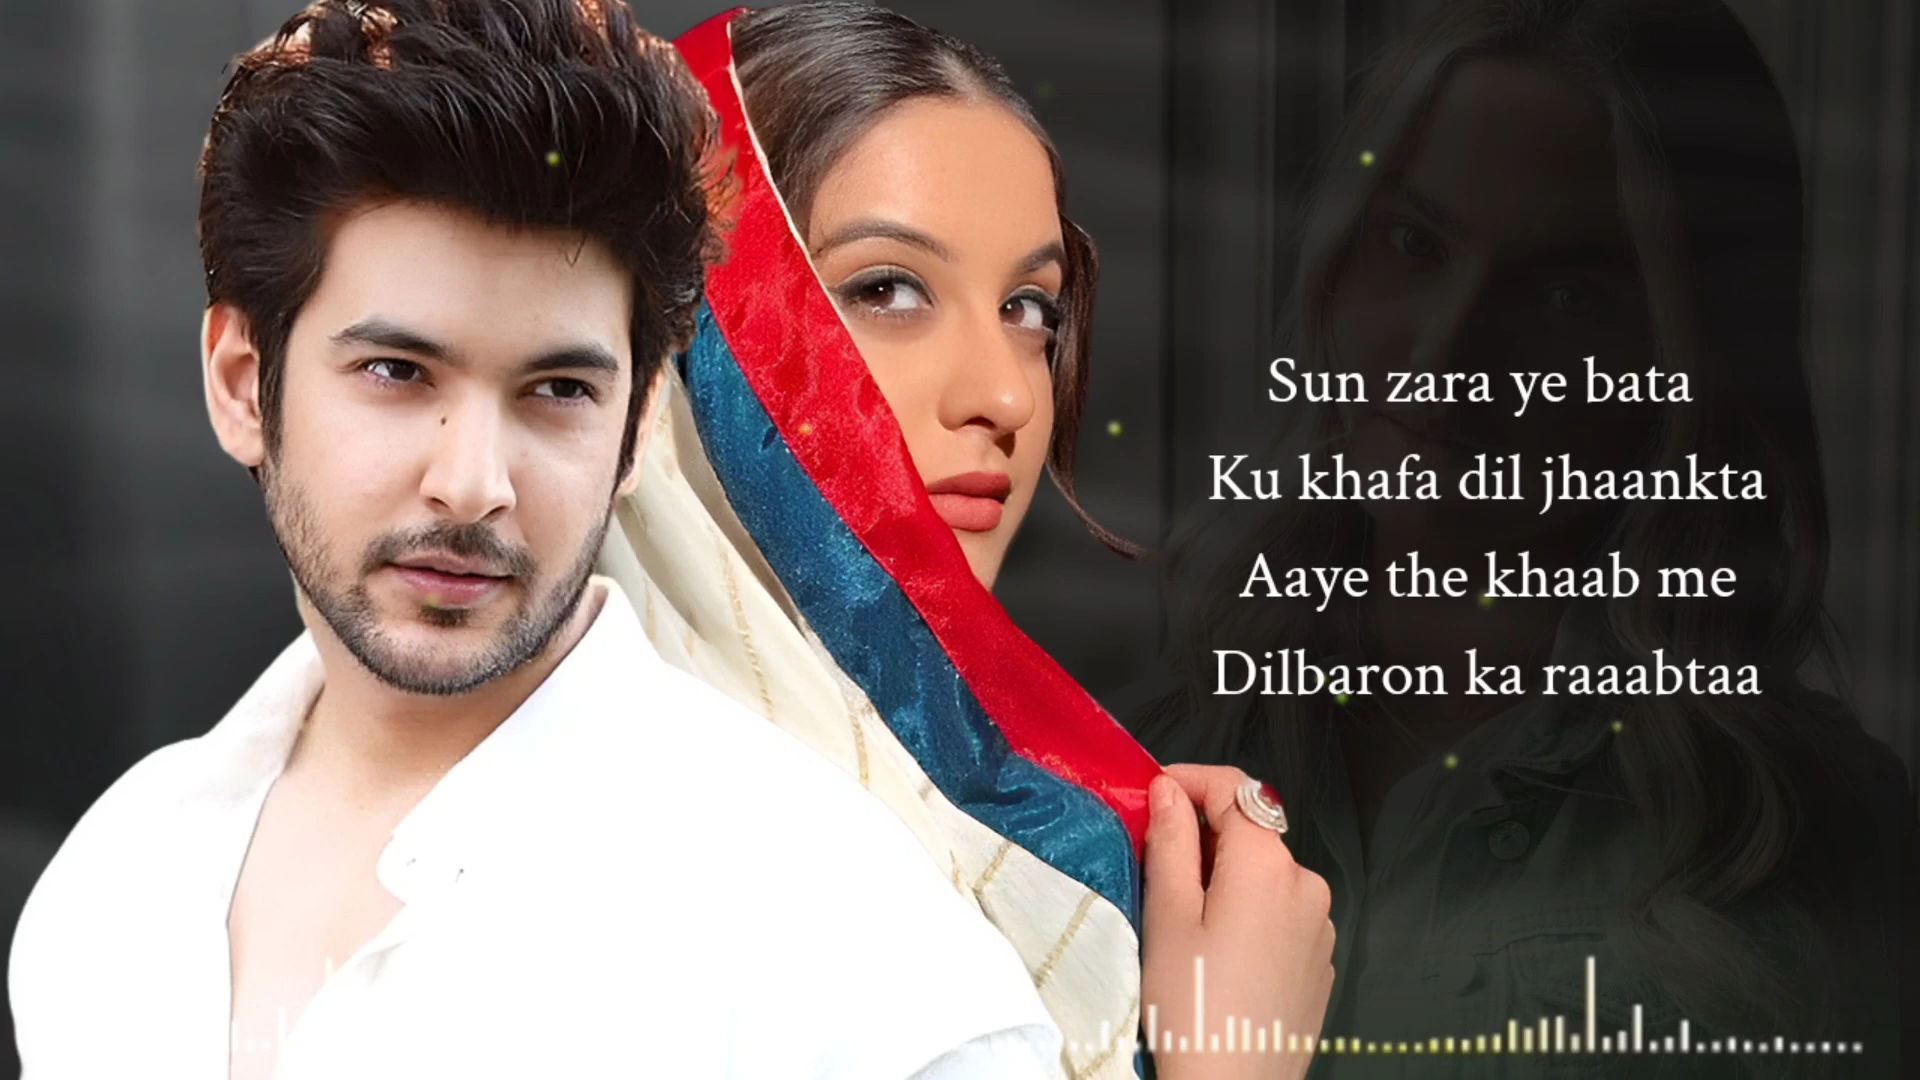 Sun zara ye bata
Ku khafa dil jhaankta
Aaye the khaab me
Dilbaron ka raaabtaa